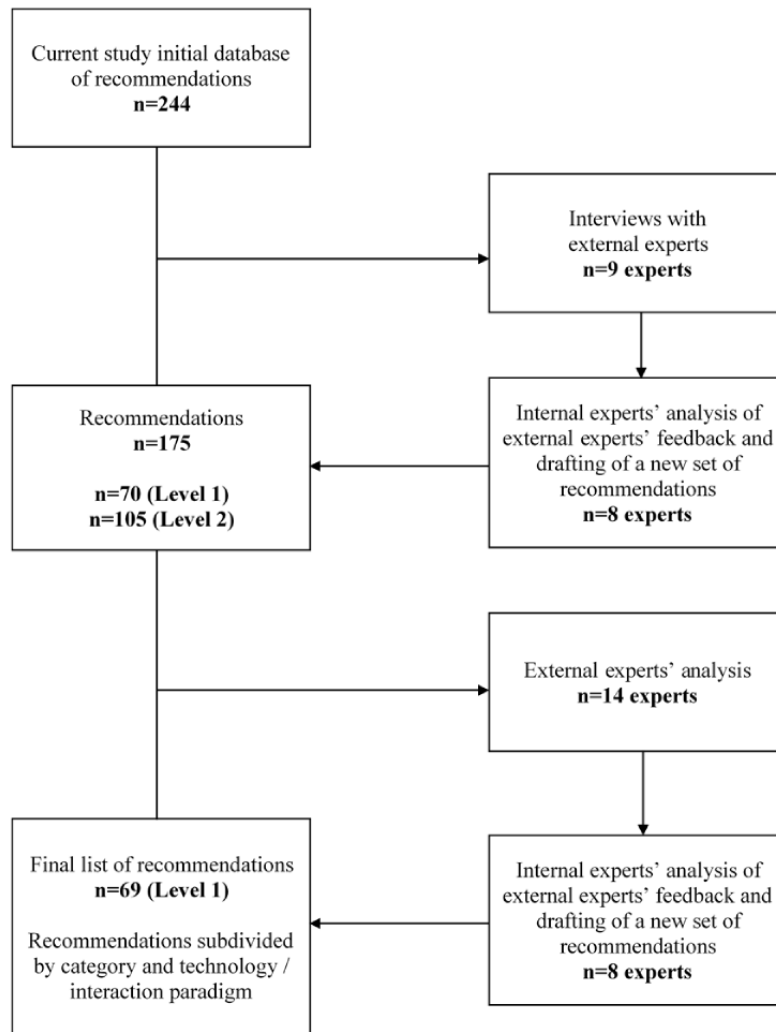 Current study initial database
of recommendations
n=244
Interviews with
external experts
n=9 experts
Recommendations
n=175
n=70 (Level 1)
n=105 (Level 2)
Internal experts’ analysis of
external experts’ feedback and
drafting of a new set of
recommendations
n=8 experts
External experts’ analysis
n=14 experts
Final list of recommendations
n=69 (Level 1)
Recommendations subdivided
by category and technology /
interaction paradigm
Internal experts’ analysis of
external experts’ feedback and
drafting of a new set of
recommendations
n=8 experts